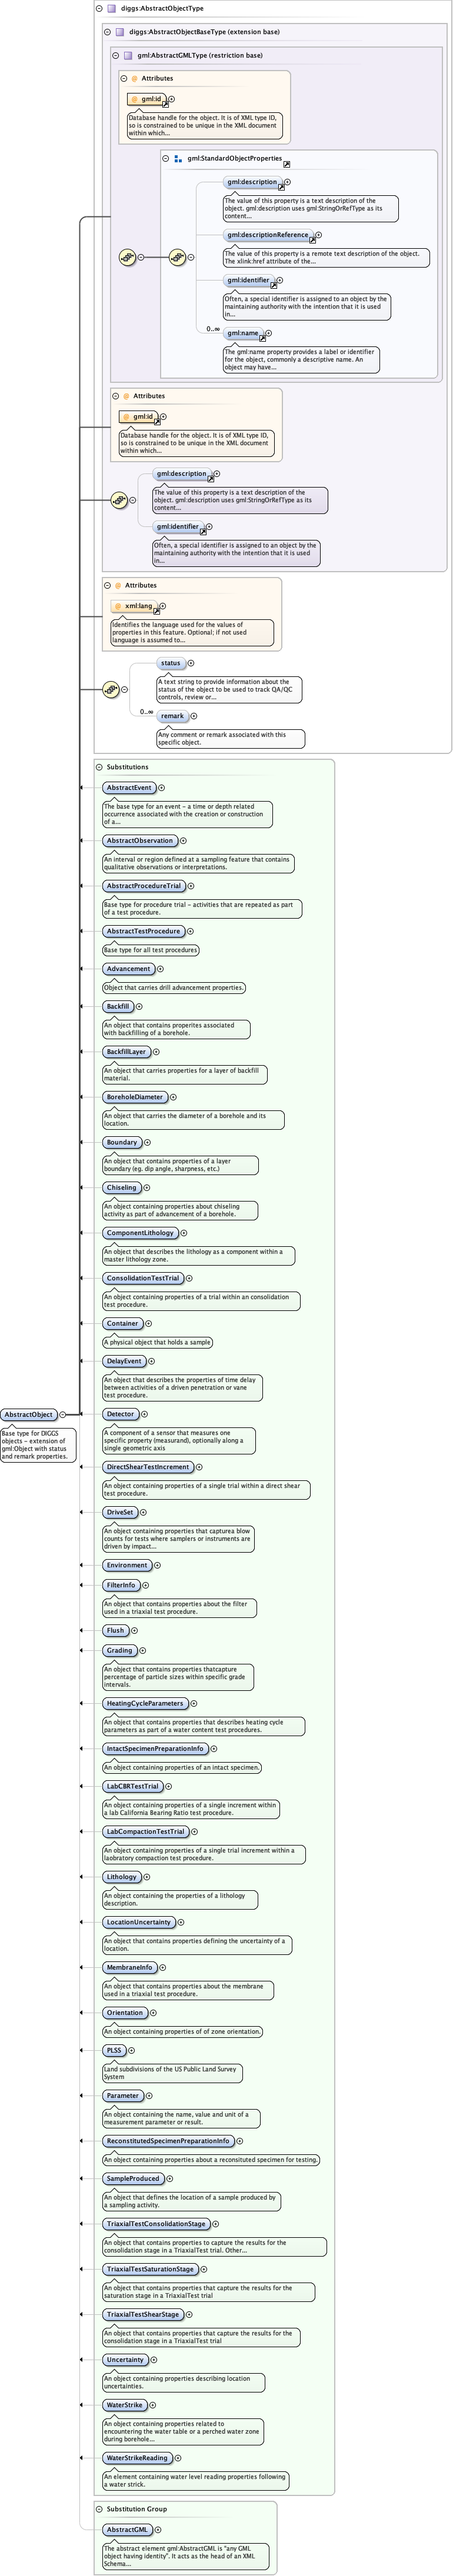 diggs:AbstractObjectType
diggs:AbstractObjectBaseType (extension base)
gml:AbstractGMLType (restriction base)
@ Attributes
@ gml:id
Database handle for the object. It is of XML type ID,
so is constrained to be unique in the XML document
within which...
gml:StandardObjectProperties
gml:description
The value of this property is a text description of the
object. gml:description uses gml:StringOrRefType as its
content...
gml:descriptionReference
The value of this property is a remote text description of the object.
The xlink:href attribute of the...
gml:identifier
Often, a special identifier is assigned to an object by the
maintaining authority with the intention that it is used
in...
0..∞
gml:name
The gml:name property provides a label or identifier
for the object, commonly a descriptive name. An
object may have...
@ Attributes
@ gml:id
Database handle for the object. It is of XML type ID,
so is constrained to be unique in the XML document
within which...
gml:description
The value of this property is a text description of the
object. gml:description uses gml:StringOrRefType as its
content...
gml:identifier
Often, a special identifier is assigned to an object by the
maintaining authority with the intention that it is used
in...
@ Attributes
@ xml:lang
Identifies the language used for the values of
properties in this feature. Optional; if not used
language is assumed to...
status
A text string to provide information about the
status of the object to be used to track QA/QC
controls, review or...
0..∞
remark
Any comment or remark associated with this
specific object.
Substitutions
AbstractEvent
The base type for an event – a time or depth related
occurrence associated with the creation or construction
of a...
AbstractObservation
An interval or region defined at a sampling feature that contains
qualitative observations or interpretations.
AbstractProcedureTrial
Base type for procedure trial – activities that are repeated as part
of a test procedure.
AbstractTestProcedure
Base type for all test procedures
Advancement
Object that carries drill advancement properties.
Backfill
An object that contains properites associated
with backfilling of a borehole.
BackfillLayer
An object that carries properties for a layer of backfill
material.
BoreholeDiameter
An object that carries the diameter of a borehole and its
location.
Boundary
An object that contains properties of a layer
boundary (eg. dip angle, sharpness, etc.)
Chiseling
An object containing properties about chiseling
activity as part of advancement of a borehole.
ComponentLithology
An object that describes the lithology as a component within a
master lithology zone.
ConsolidationTestTrial
An object containing properties of a trial within an consolidation
test procedure.
Container
A physical object that holds a sample
DelayEvent
An object that describes the properties of time delay
between activities of a driven penetration or vane
test procedure.
AbstractObject
Base type for DIGGS
objects – extension of
gml:Object with status
and remark properties.
Detector
A component of a sensor that measures one
specific property (measurand), optionally along a
single geometric axis
DirectShearTestIncrement
An object containing properties of a single trial within a direct shear
test procedure.
DriveSet
An object containing properties that capturea blow
counts for tests where samplers or instruments are
driven by impact...
Environment
FilterInfo
An object that contains properties about the filter
used in a triaxial test procedure.
Flush
Grading
An object that contains properties thatcapture
percentage of particle sizes within specific grade
intervals.
HeatingCycleParameters
An object that contains properties that describes heating cycle
parameters as part of a water content test procedures.
IntactSpecimenPreparationInfo
An object containing properties of an intact specimen.
LabCBRTestTrial
An object containing properties of a single increment within
a lab California Bearing Ratio test procedure.
LabCompactionTestTrial
An object containing properties of a single trial increment within a
laobratory compaction test procedure.
Lithology
An object containing the properties of a lithology
description.
LocationUncertainty
An object that contains properties defining the uncertainty of a
location.
MembraneInfo
An object that contains properties about the membrane
used in a triaxial test procedure.
Orientation
An object containing properties of of zone orientation.
PLSS
Land subdivisions of the US Public Land Survey
System
Parameter
An object containing the name, value and unit of a
measurement parameter or result.
ReconstitutedSpecimenPreparationInfo
An object containing properties about a reconsituted specimen for testing.
SampleProduced
An object that defines the location of a sample produced by
a sampling activity.
TriaxialTestConsolidationStage
An object that contains properties to capture the results for the
consolidation stage in a TriaxialTest trial. Other...
TriaxialTestSaturationStage
An object that contains properties that capture the results for the
saturation stage in a TriaxialTest trial
TriaxialTestShearStage
An object that contains properties that capture the results for the
consolidation stage in a TriaxialTest trial
Uncertainty
An object containing properties describing location
uncertainties.
WaterStrike
An object containing properties related to
encountering the water table or a perched water zone
during borehole...
WaterStrikeReading
An element containing water level reading properties following
a water strick.
Substitution Group
AbstractGML
The abstract element gml:AbstractGML is "any GML
object having identity". It acts as the head of an XML
Schema...